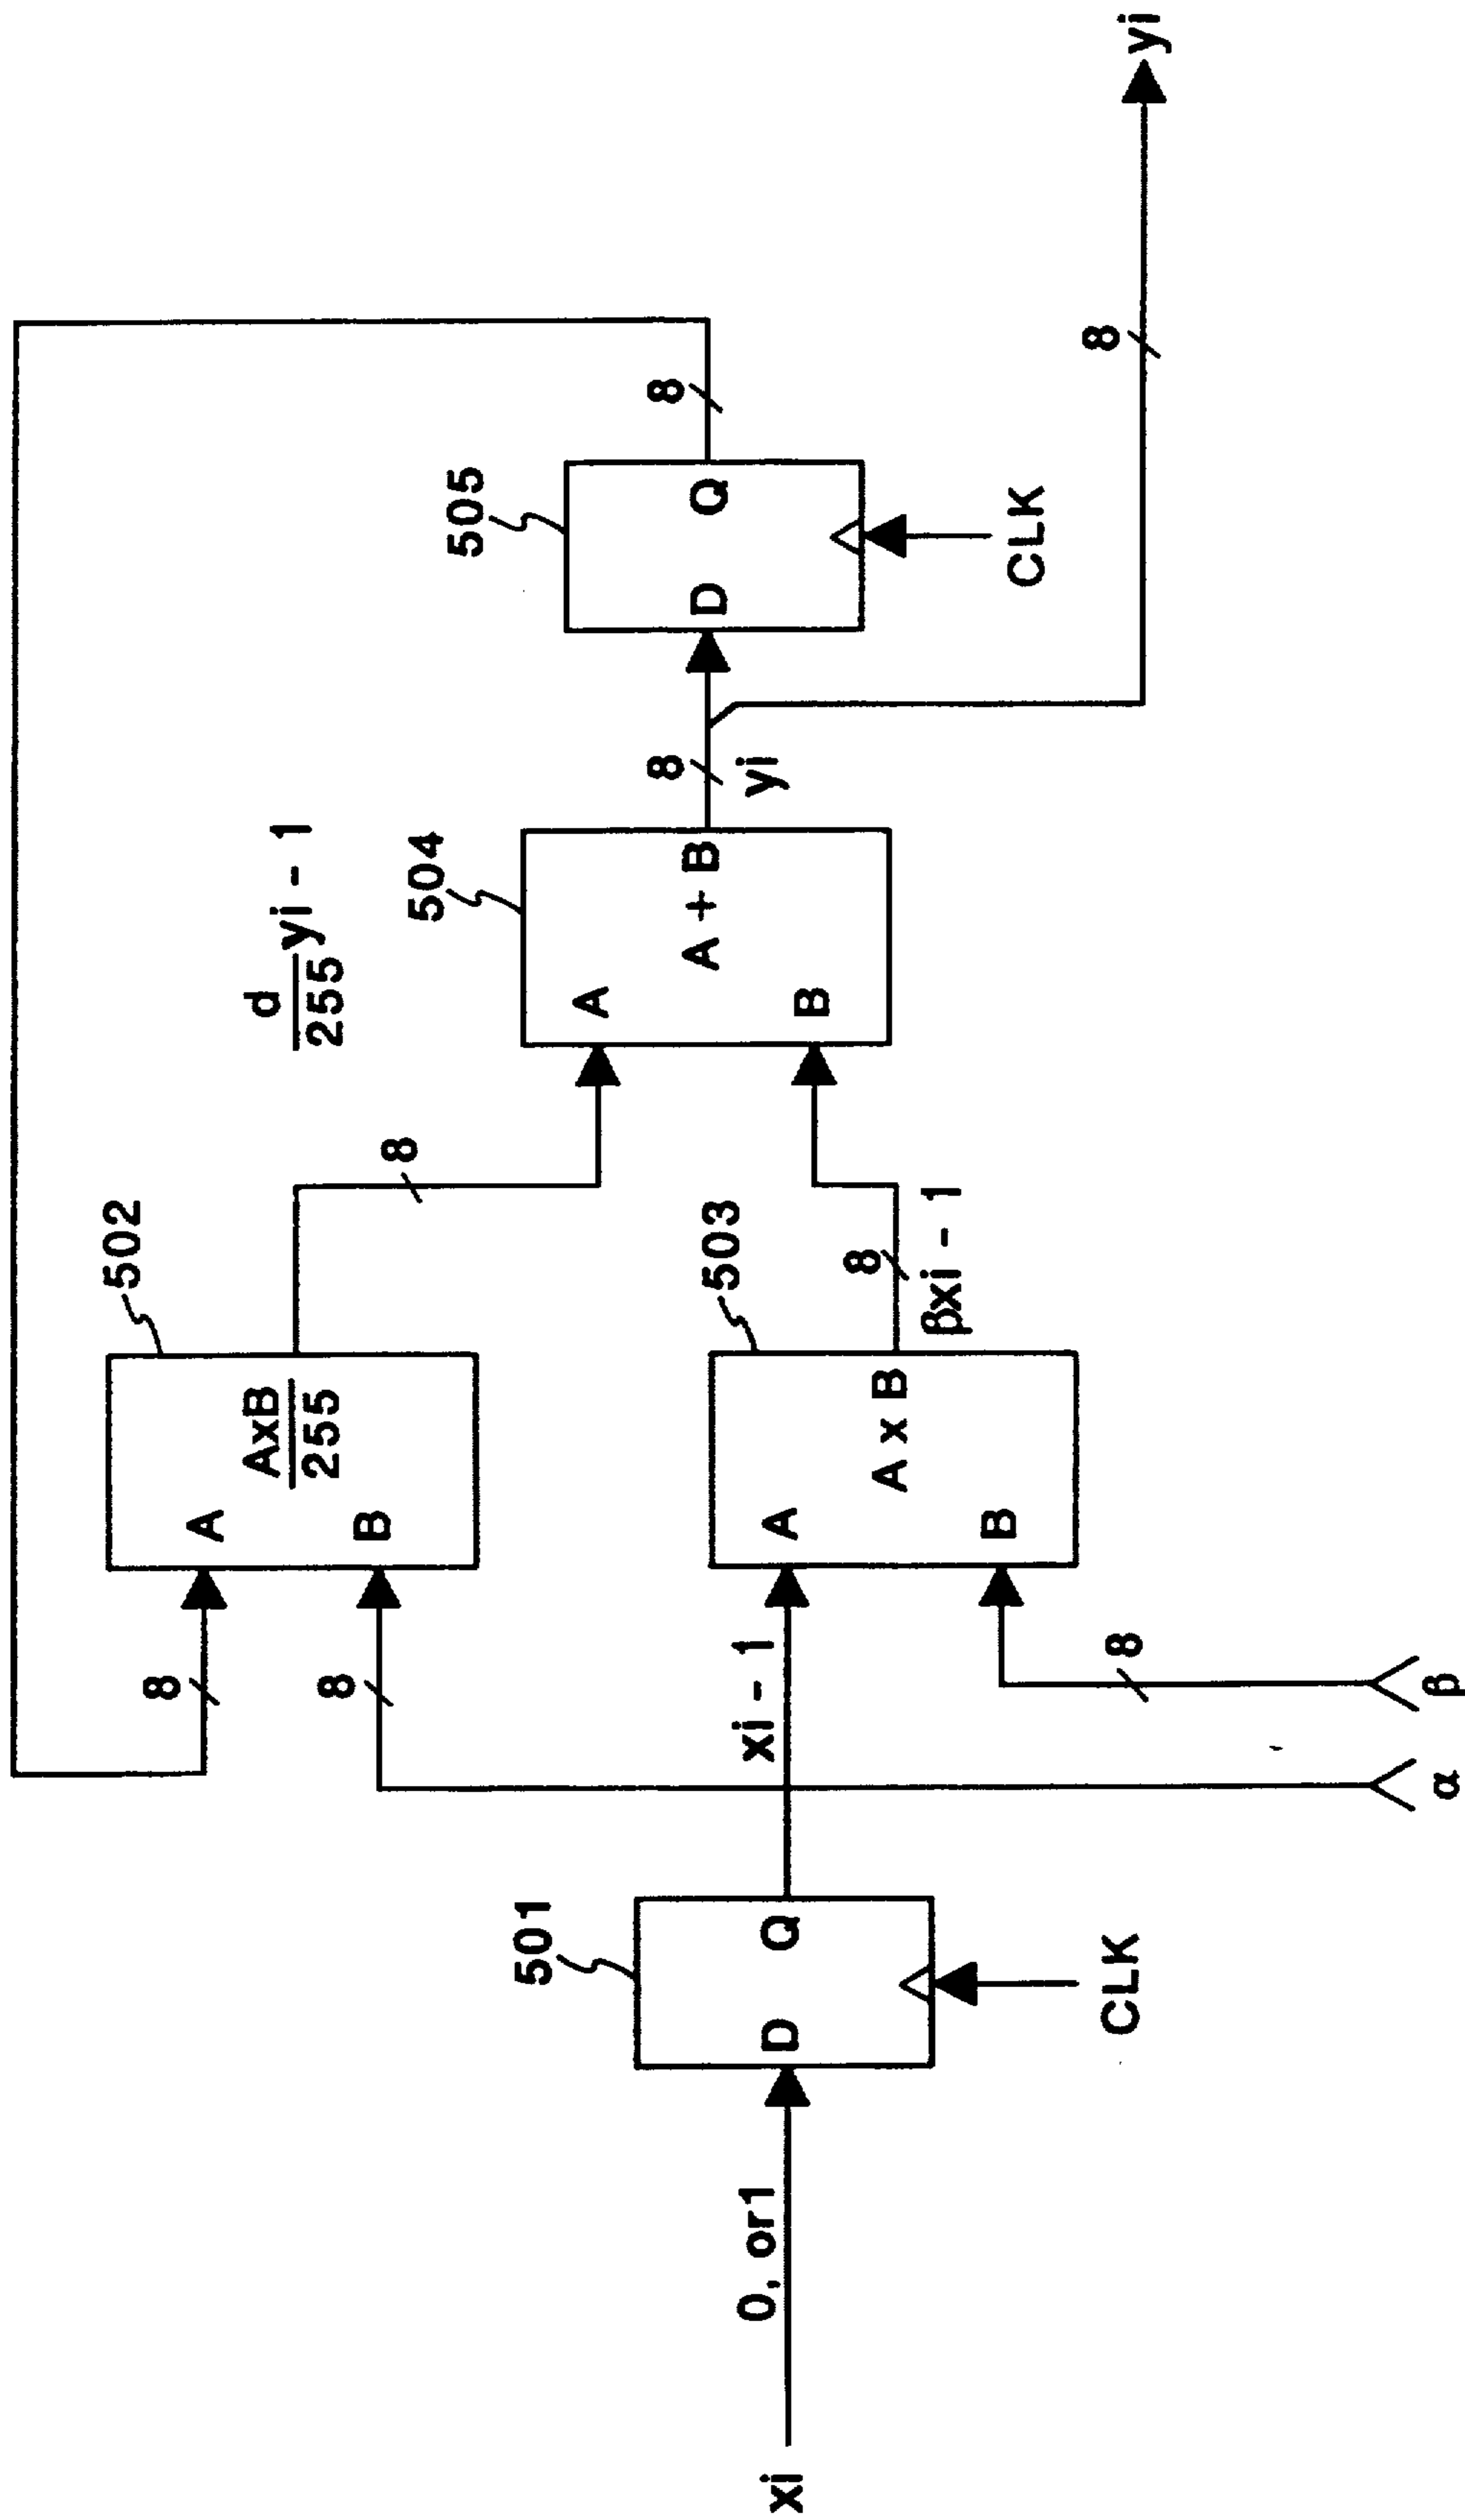 xi
0, or1
501
D
Q
CLK
xi - 1
α
β
8
8
8
502
A
B
AxB
255
503
A
B
A x B
8
βxi - 1
8
d
255
yi - 1
504
A
B
A + B
8
yi
505
D
Q
CLK
8
8
yi